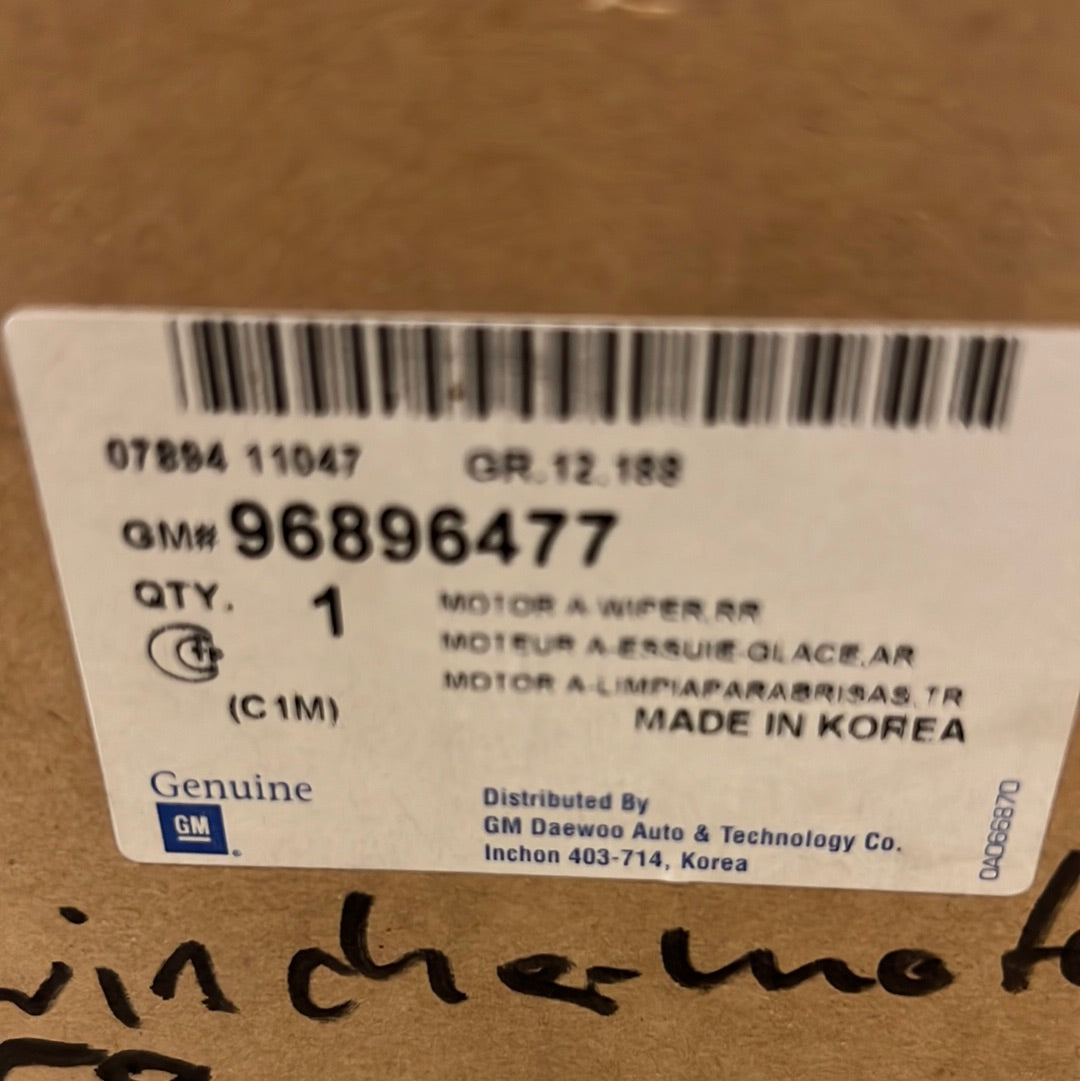 07894 11047 GR.12.188
GM# 96896477
QTY. 1
MOTOR A-WIPER,RR
MOTEUR A-ESSUIE-GLACE,AR
MOTOR A-LIMPIAPARABRISAS,TR
(C1M)
MADE IN KOREA
Genuine
GM
Distributed By
GM Daewoo Auto & Technology Co.
Inchon 403-714, Korea
0A066870